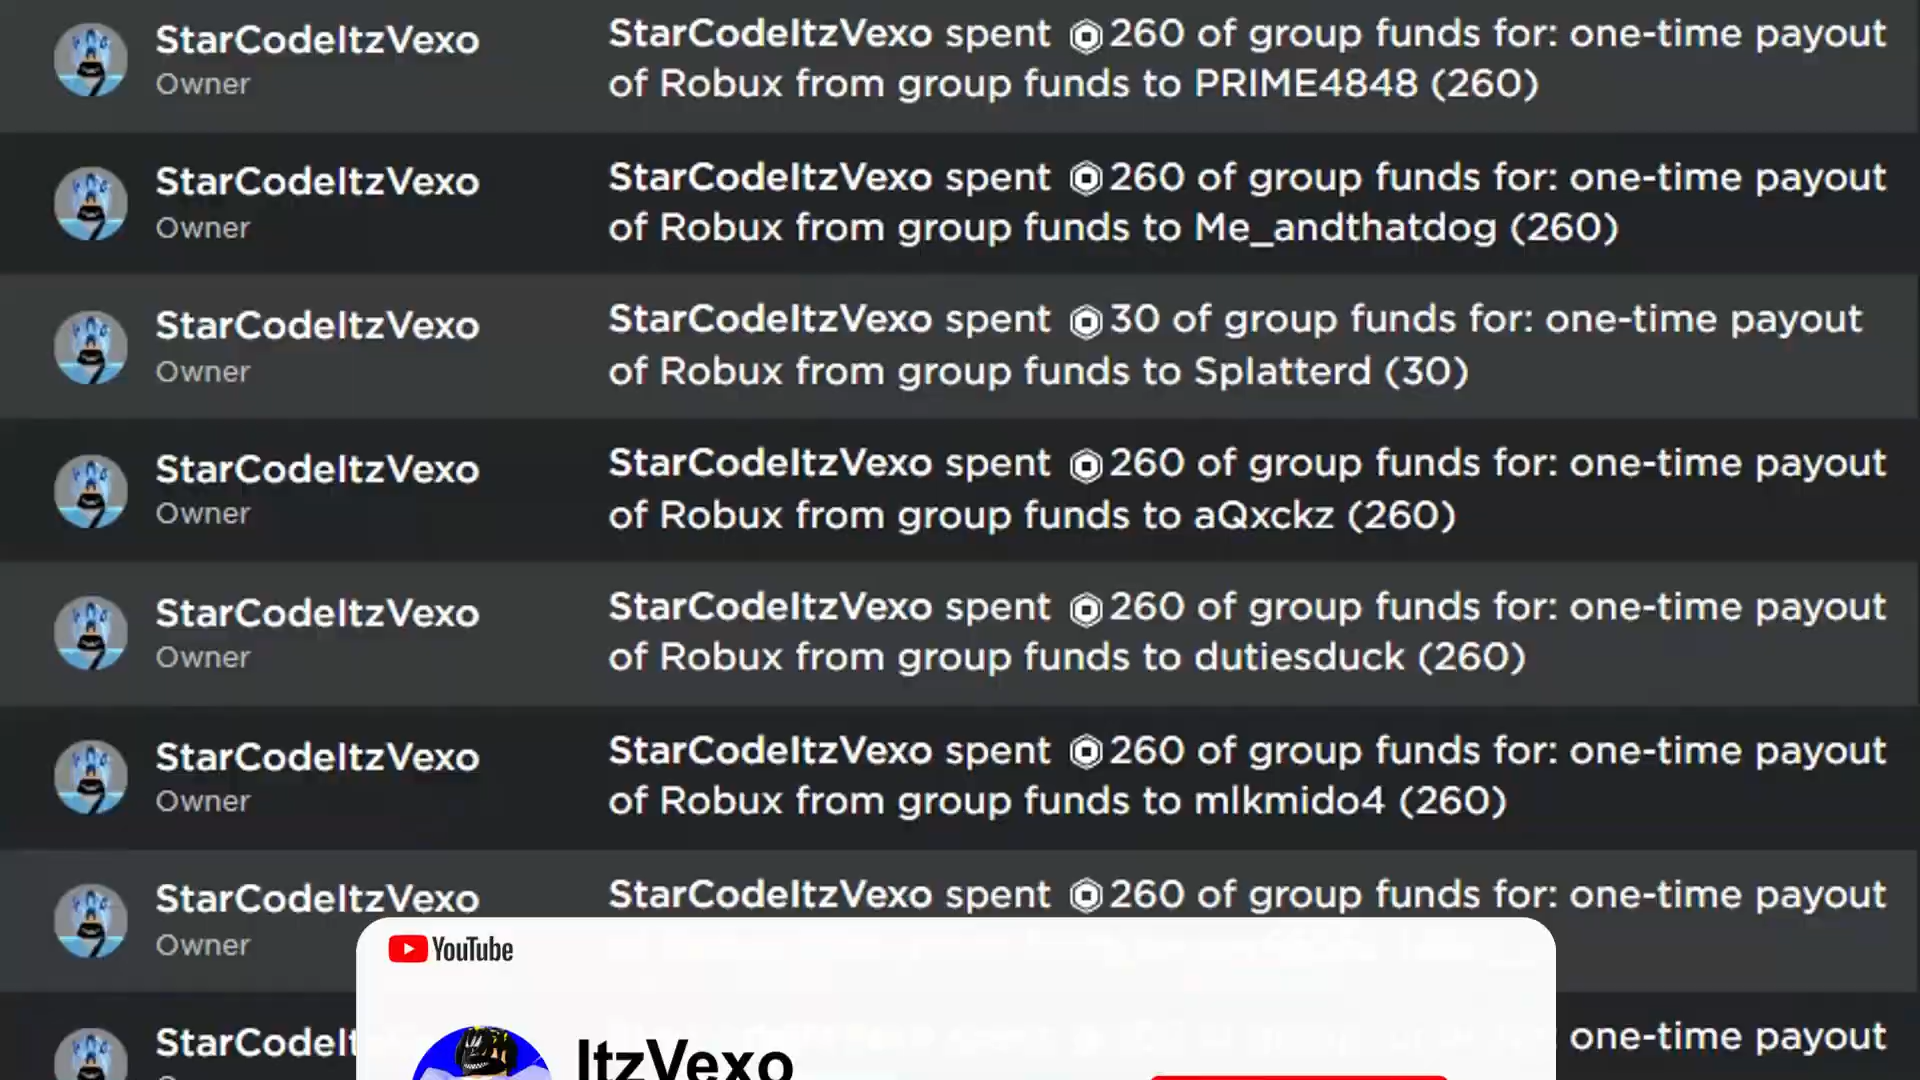 StarCodeItzVexo
Owner
StarCodeItzVexo spent 260 of group funds for: one-time payout
of Robux from group funds to PRIME4848 (260)
StarCodeItzVexo
Owner
StarCodeItzVexo spent 260 of group funds for: one-time payout
of Robux from group funds to Me_andthatdog (260)
StarCodeItzVexo
Owner
StarCodeItzVexo spent 30 of group funds for: one-time payout
of Robux from group funds to Splatterd (30)
StarCodeItzVexo
Owner
StarCodeItzVexo spent 260 of group funds for: one-time payout
of Robux from group funds to aQxckz (260)
StarCodeItzVexo
Owner
StarCodeItzVexo spent 260 of group funds for: one-time payout
of Robux from group funds to dutiesduck (260)
StarCodeItzVexo
Owner
StarCodeItzVexo spent 260 of group funds for: one-time payout
of Robux from group funds to mlkmido4 (260)
StarCodeItzVexo
Owner
StarCodeItzVexo spent 260 of group funds for: one-time payout
YouTube
StarCodeI
one-time payout
ItzVexo